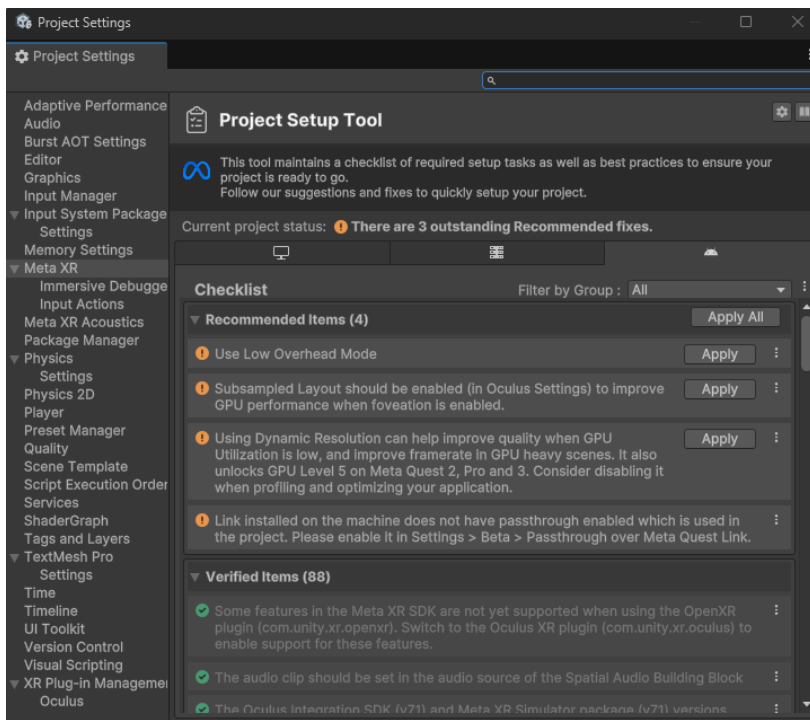 Project Settings
Project Settings
Adaptive Performance
Audio
Burst AOT Settings
Editor
Graphics
Input Manager
Input System Package
Settings
Memory Settings
Meta XR
Immersive Debugge
Input Actions
Meta XR Acoustics
Package Manager
Physics
Settings
Physics 2D
Player
Preset Manager
Quality
Scene Template
Script Execution Order
Services
ShaderGraph
Tags and Layers
TextMesh Pro
Settings
Time
Timeline
UI Toolkit
Version Control
Visual Scripting
XR Plug-in Manageme
Oculus
Project Setup Tool
This tool maintains a checklist of required setup tasks as well as best practices to ensure your
project is ready to go.
Follow our suggestions and fixes to quickly setup your project.
Current project status: There are 3 outstanding Recommended fixes.
Checklist
Filter by Group : All
Recommended Items (4)
Apply All
Use Low Overhead Mode
Apply
Subsampled Layout should be enabled (in Oculus Settings) to improve
GPU performance when foveation is enabled.
Apply
Using Dynamic Resolution can help improve quality when GPU
Utilization is low, and improve framerate in GPU heavy scenes. It also
unlocks GPU Level 5 on Meta Quest 2, Pro and 3. Consider disabling it
when profiling and optimizing your application.
Apply
Link installed on the machine does not have passthrough enabled which is used in
the project. Please enable it in Settings > Beta > Passthrough over Meta Quest Link.
Verified Items (88)
Some features in the Meta XR SDK are not yet supported when using the OpenXR
plugin (com.unity.xr.openxr). Switch to the Oculus XR plugin (com.unity.xr.oculus) to
enable support for these features.
The audio clip should be set in the audio source of the Spatial Audio Building Block
The Oculus Integration SDK (v71) and Meta XR Simulator package (v71) versions